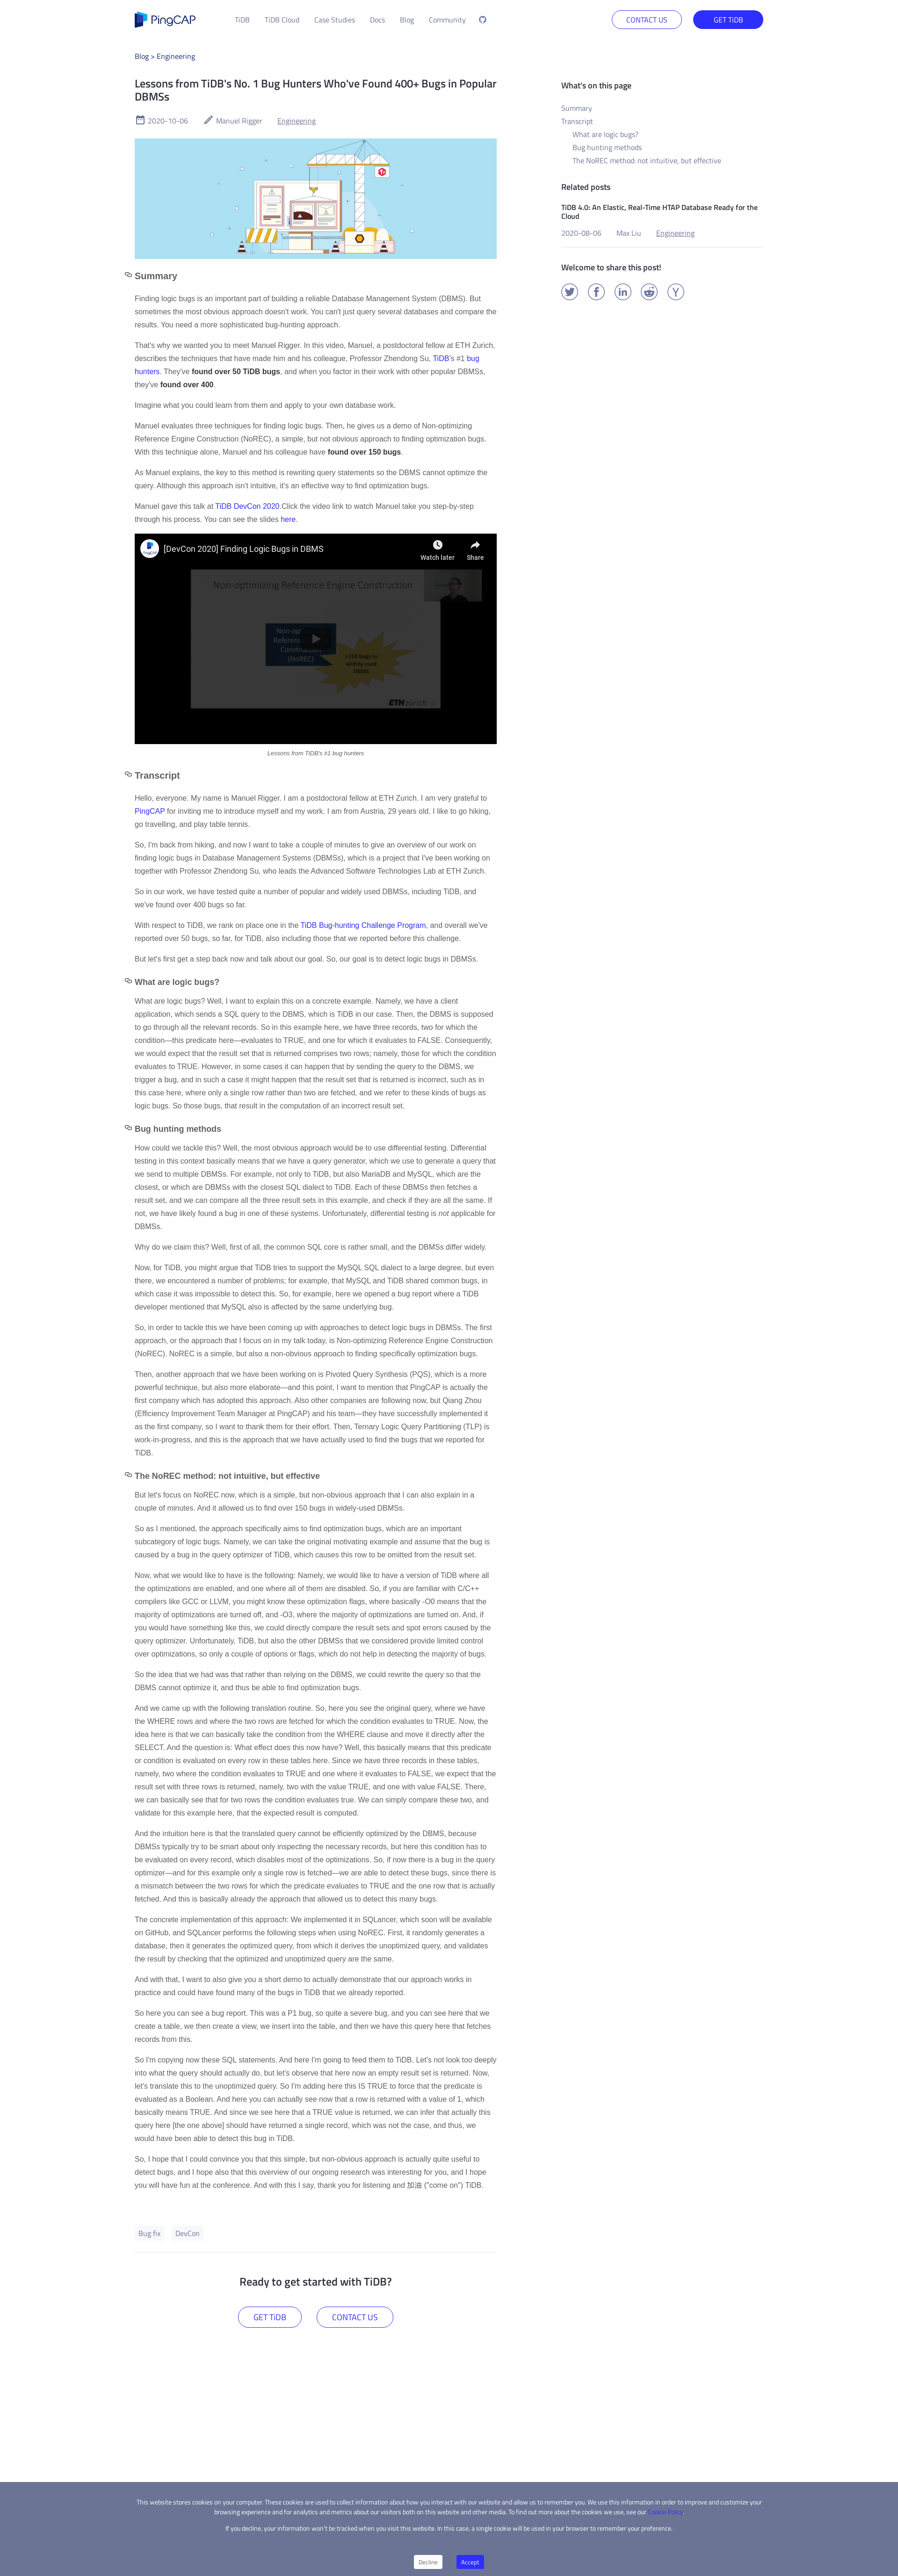 PingCAP
TiDB TiDB Cloud Case Studies Docs Blog Community
CONTACT US GET TiDB
Blog > Engineering
Lessons from TiDB's No. 1 Bug Hunters Who've Found 400+ Bugs in Popular
DBMSs
2020-10-06 Manuel Rigger Engineering
Summary
Finding logic bugs is an important part of building a reliable Database Management System (DBMS). But
sometimes the most obvious approach doesn't work. You can't just query several databases and compare the
results. You need a more sophisticated bug-hunting approach.
That's why we wanted you to meet Manuel Rigger. In this video, Manuel, a postdoctoral fellow at ETH Zurich,
describes the techniques that have made him and his colleague, Professor Zhendong Su, TiDB's #1 bug
hunters. They've found over 50 TiDB bugs, and when you factor in their work with other popular DBMSs,
they've found over 400.
Imagine what you could learn from them and apply to your own database work.
Manuel evaluates three techniques for finding logic bugs. Then, he gives us a demo of Non-optimizing
Reference Engine Construction (NoREC), a simple, but not obvious approach to finding optimization bugs.
With this technique alone, Manuel and his colleague have found over 150 bugs.
As Manuel explains, the key to this method is rewriting query statements so the DBMS cannot optimize the
query. Although this approach isn't intuitive, it's an effective way to find optimization bugs.
Manuel gave this talk at TiDB DevCon 2020.Click the video link to watch Manuel take you step-by-step
through his process. You can see the slides here.
[DevCon 2020] Finding Logic Bugs in DBMS
Watch later Share
Non-optimizing Reference Engine Construction
ETH zürich
Lessons from TiDB's #1 bug hunters
Transcript
Hello, everyone. My name is Manuel Rigger. I am a postdoctoral fellow at ETH Zurich. I am very grateful to
PingCAP for inviting me to introduce myself and my work. I am from Austria, 29 years old. I like to go hiking,
go travelling, and play table tennis.
So, I'm back from hiking, and now I want to take a couple of minutes to give an overview of our work on
finding logic bugs in Database Management Systems (DBMSs), which is a project that I've been working on
together with Professor Zhendong Su, who leads the Advanced Software Technologies Lab at ETH Zurich.
So in our work, we have tested quite a number of popular and widely used DBMSs, including TiDB, and
we've found over 400 bugs so far.
With respect to TiDB, we rank on place one in the TiDB Bug-hunting Challenge Program, and overall we've
reported over 50 bugs, so far, for TiDB, also including those that we reported before this challenge.
But let's first get a step back now and talk about our goal. So, our goal is to detect logic bugs in DBMSs.
What are logic bugs?
What are logic bugs? Well, I want to explain this on a concrete example. Namely, we have a client
application, which sends a SQL query to the DBMS, which is TiDB in our case. Then, the DBMS is supposed
to go through all the relevant records. So in this example here, we have three records, two for which the
condition—this predicate here—evaluates to TRUE, and one for which it evaluates to FALSE. Consequently,
we would expect that the result set that is returned comprises two rows; namely, those for which the condition
evaluates to TRUE. However, in some cases it can happen that by sending the query to the DBMS, we
trigger a bug, and in such a case it might happen that the result set that is returned is incorrect, such as in
this case here, where only a single row rather than two are fetched, and we refer to these kinds of bugs as
logic bugs. So those bugs, that result in the computation of an incorrect result set.
Bug hunting methods
How could we tackle this? Well, the most obvious approach would be to use differential testing. Differential
testing in this context basically means that we have a query generator, which we use to generate a query that
we send to multiple DBMSs. For example, not only to TiDB, but also MariaDB and MySQL, which are the
closest, or which are DBMSs with the closest SQL dialect to TiDB. Each of these DBMSs then fetches a
result set, and we can compare all the three result sets in this example, and check if they are all the same. If
not, we have likely found a bug in one of these systems. Unfortunately, differential testing is not applicable for
DBMSs.
Why do we claim this? Well, first of all, the common SQL core is rather small, and the DBMSs differ widely.
Now, for TiDB, you might argue that TiDB tries to support the MySQL SQL dialect to a large degree, but even
there, we encountered a number of problems; for example, that MySQL and TiDB shared common bugs, in
which case it was impossible to detect this. So, for example, here we opened a bug report where a TiDB
developer mentioned that MySQL also is affected by the same underlying bug.
So, in order to tackle this we have been coming up with approaches to detect logic bugs in DBMSs. The first
approach, or the approach that I focus on in my talk today, is Non-optimizing Reference Engine Construction
(NoREC). NoREC is a simple, but also a non-obvious approach to finding specifically optimization bugs.
Then, another approach that we have been working on is Pivoted Query Synthesis (PQS), which is a more
powerful technique, but also more elaborate—and this point, I want to mention that PingCAP is actually the
first company which has adopted this approach. Also other companies are following now, but Qiang Zhou
(Efficiency Improvement Team Manager at PingCAP) and his team—they have successfully implemented it
as the first company, so I want to thank them for their effort. Then, Ternary Logic Query Partitioning (TLP) is
work-in-progress, and this is the approach that we have actually used to find the bugs that we reported for
TiDB.
The NoREC method: not intuitive, but effective
But let's focus on NoREC now, which is a simple, but non-obvious approach that I can also explain in a
couple of minutes. And it allowed us to find over 150 bugs in widely-used DBMSs.
So as I mentioned, the approach specifically aims to find optimization bugs, which are an important
subcategory of logic bugs. Namely, we can take the original motivating example and assume that the bug is
caused by a bug in the query optimizer of TiDB, which causes this row to be omitted from the result set.
Now, what we would like to have is the following: Namely, we would like to have a version of TiDB where all
the optimizations are enabled, and one where all of them are disabled. So, if you are familiar with C/C++
compilers like GCC or LLVM, you might know these optimization flags, where basically -O0 means that the
majority of optimizations are turned off, and -O3, where the majority of optimizations are turned on. And, if
you would have something like this, we could directly compare the result sets and spot errors caused by the
query optimizer. Unfortunately, TiDB, but also the other DBMSs that we considered provide limited control
over optimizations, so only a couple of options or flags, which do not help in detecting the majority of bugs.
So the idea that we had was that rather than relying on the DBMS, we could rewrite the query so that the
DBMS cannot optimize it, and thus be able to find optimization bugs.
And we came up with the following translation routine. So, here you see the original query, where we have
the WHERE rows and where the two rows are fetched for which the condition evaluates to TRUE. Now, the
idea here is that we can basically take the condition from the WHERE clause and move it directly after the
SELECT. And the question is: What effect does this now have? Well, this basically means that this predicate
or condition is evaluated on every row in these tables here. Since we have three records in these tables,
namely, two where the condition evaluates to TRUE and one where it evaluates to FALSE, we expect that the
result set with three rows is returned, namely, two with the value TRUE, and one with value FALSE. There,
we can basically see that for two rows the condition evaluates true. We can simply compare these two, and
validate for this example here, that the expected result is computed.
And the intuition here is that the translated query cannot be efficiently optimized by the DBMS, because
DBMSs typically try to be smart about only inspecting the necessary records, but here this condition has to
be evaluated on every record, which disables most of the optimizations. So, if now there is a bug in the query
optimizer—and for this example only a single row is fetched—we are able to detect these bugs, since there is
a mismatch between the two rows for which the predicate evaluates to TRUE and the one row that is actually
fetched. And this is basically already the approach that allowed us to detect this many bugs.
The concrete implementation of this approach: We implemented it in SQLancer, which soon will be available
on GitHub, and SQLancer performs the following steps when using NoREC. First, it randomly generates a
database, then it generates the optimized query, from which it derives the unoptimized query, and validates
the result by checking that the optimized and unoptimized query are the same.
And with that, I want to also give you a short demo to actually demonstrate that our approach works in
practice and could have found many of the bugs in TiDB that we already reported.
So here you can see a bug report. This was a P1 bug, so quite a severe bug, and you can see here that we
create a table, we then create a view, we insert into the table, and then we have this query here that fetches
records from this.
So I'm copying now these SQL statements. And here I'm going to feed them to TiDB. Let's not look too deeply
into what the query should actually do, but let's observe that here now an empty result set is returned. Now,
let's translate this to the unoptimized query. So I'm adding here this IS TRUE to force that the predicate is
evaluated as a Boolean. And here you can actually see now that a row is returned with a value of 1, which
basically means TRUE. And since we see here that a TRUE value is returned, we can infer that actually this
query here [the one above] should have returned a single record, which was not the case, and thus, we
would have been able to detect this bug in TiDB.
So, I hope that I could convince you that this simple, but non-obvious approach is actually quite useful to
detect bugs, and I hope also that this overview of our ongoing research was interesting for you, and I hope
you will have fun at the conference. And with this I say, thank you for listening and 加油 ("come on") TiDB.
Bug fix DevCon
Ready to get started with TiDB?
GET TiDB CONTACT US
What's on this page
Summary
Transcript
What are logic bugs?
Bug hunting methods
The NoREC method: not intuitive, but effective
Related posts
TiDB 4.0: An Elastic, Real-Time HTAP Database Ready for the
Cloud
2020-08-06 Max Liu Engineering
Welcome to share this post!
This website stores cookies on your computer. These cookies are used to collect information about how you interact with our website and allow us to remember you. We use this information in order to improve and customize your
browsing experience and for analytics and metrics about our visitors both on this website and other media. To find out more about the cookies we use, see our Cookie Policy.
If you decline, your information won't be tracked when you visit this website. In this case, a single cookie will be used in your browser to remember your preference.
Decline Accept